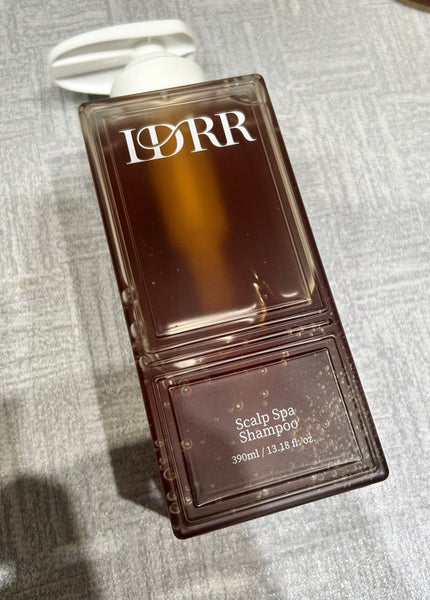 LDRR
Scalp Spa
Shampoo
390ml / 13.18 fl. oz.